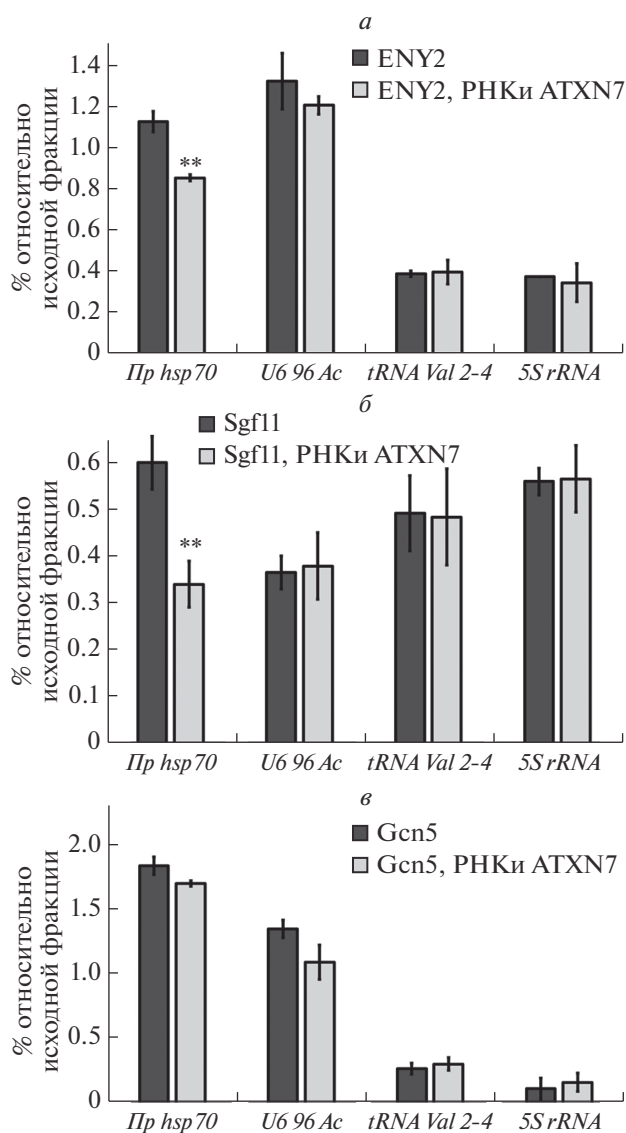 а
ENY2
ENY2, РНКи ATXN7
% относительно
исходной фракции
1.4
1.2
1.0
0.8
0.6
0.4
0.2
0
**
Пр hsp70
U6 96 Ac
tRNA Val 2-4
5S rRNA
б
Sgf11
Sgf11, РНКи ATXN7
% относительно
исходной фракции
0.6
0.5
0.4
0.3
0.2
0.1
0
**
Пр hsp70
U6 96 Ac
tRNA Val 2-4
5S rRNA
в
Gcn5
Gcn5, РНКи ATXN7
% относительно
исходной фракции
2.0
1.5
1.0
0.5
0
Пр hsp70
U6 96 Ac
tRNA Val 2-4
5S rRNA